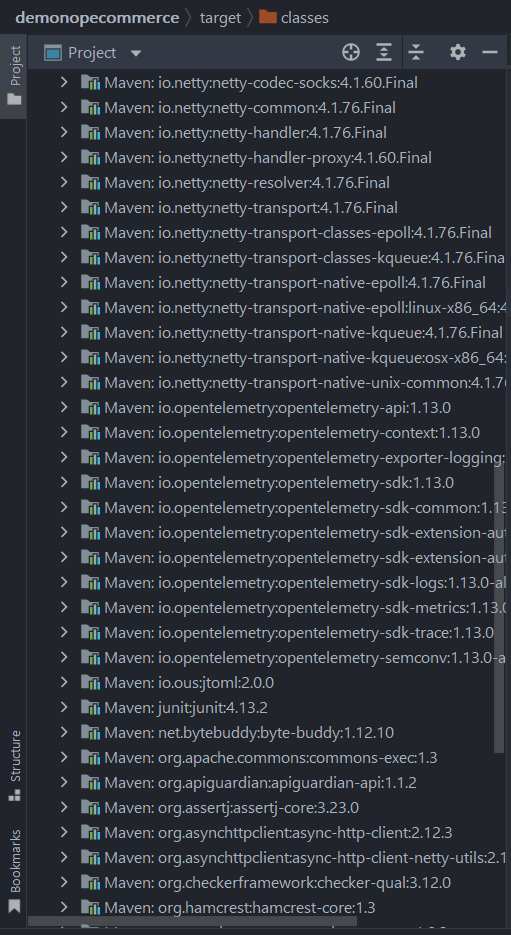 demonopecommerce target classes
Project
Project
Maven: io.netty:netty-codec-socks:4.1.60.Final
Maven: io.netty:netty-common:4.1.76.Final
Maven: io.netty:netty-handler:4.1.76.Final
Maven: io.netty:netty-handler-proxy:4.1.60.Final
Maven: io.netty:netty-resolver:4.1.76.Final
Maven: io.netty:netty-transport:4.1.76.Final
Maven: io.netty:netty-transport-classes-epoll:4.1.76.Final
Maven: io.netty:netty-transport-classes-kqueue:4.1.76.Fina
Maven: io.netty:netty-transport-native-epoll:4.1.76.Final
Maven: io.netty:netty-transport-native-epoll:linux-x86_64:4
Maven: io.netty:netty-transport-native-kqueue:4.1.76.Final
Maven: io.netty:netty-transport-native-kqueue:osx-x86_64:
Maven: io.netty:netty-transport-native-unix-common:4.1.76
Maven: io.opentelemetry:opentelemetry-api:1.13.0
Maven: io.opentelemetry:opentelemetry-context:1.13.0
Maven: io.opentelemetry:opentelemetry-exporter-logging:
Maven: io.opentelemetry:opentelemetry-sdk:1.13.0
Maven: io.opentelemetry:opentelemetry-sdk-common:1.13
Maven: io.opentelemetry:opentelemetry-sdk-extension-aut
Maven: io.opentelemetry:opentelemetry-sdk-extension-aut
Maven: io.opentelemetry:opentelemetry-sdk-logs:1.13.0-al
Maven: io.opentelemetry:opentelemetry-sdk-metrics:1.13.0
Maven: io.opentelemetry:opentelemetry-sdk-trace:1.13.0
Maven: io.opentelemetry:opentelemetry-semconv:1.13.0-a
Maven: io.ous:jtoml:2.0.0
Maven: junit:junit:4.13.2
Maven: net.bytebuddy:byte-buddy:1.12.10
Maven: org.apache.commons:commons-exec:1.3
Maven: org.apiguardian:apiguardian-api:1.1.2
Maven: org.assertj:assertj-core:3.23.0
Maven: org.asynchttpclient:async-http-client:2.12.3
Maven: org.asynchttpclient:async-http-client-netty-utils:2.1
Maven: org.checkerframework:checker-qual:3.12.0
Maven: org.hamcrest:hamcrest-core:1.3
Structure
Bookmarks